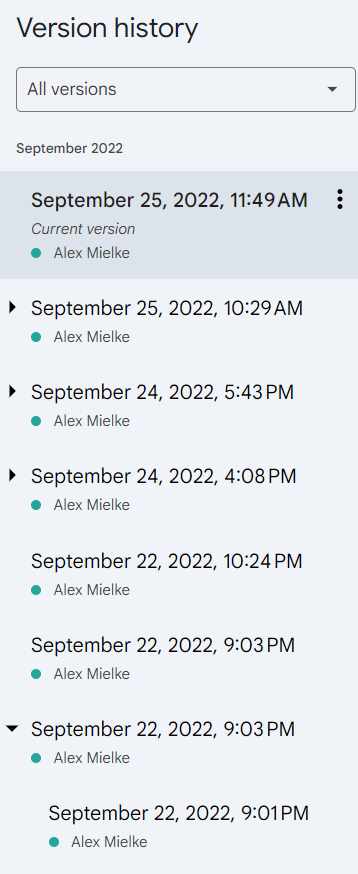 Version history
All versions
September 2022
September 25, 2022, 11:49 AM
Current version
Alex Mielke
September 25, 2022, 10:29 AM
Alex Mielke
September 24, 2022, 5:43 PM
Alex Mielke
September 24, 2022, 4:08 PM
Alex Mielke
September 22, 2022, 10:24 PM
Alex Mielke
September 22, 2022, 9:03 PM
Alex Mielke
September 22, 2022, 9:03 PM
Alex Mielke
September 22, 2022, 9:01 PM
Alex Mielke